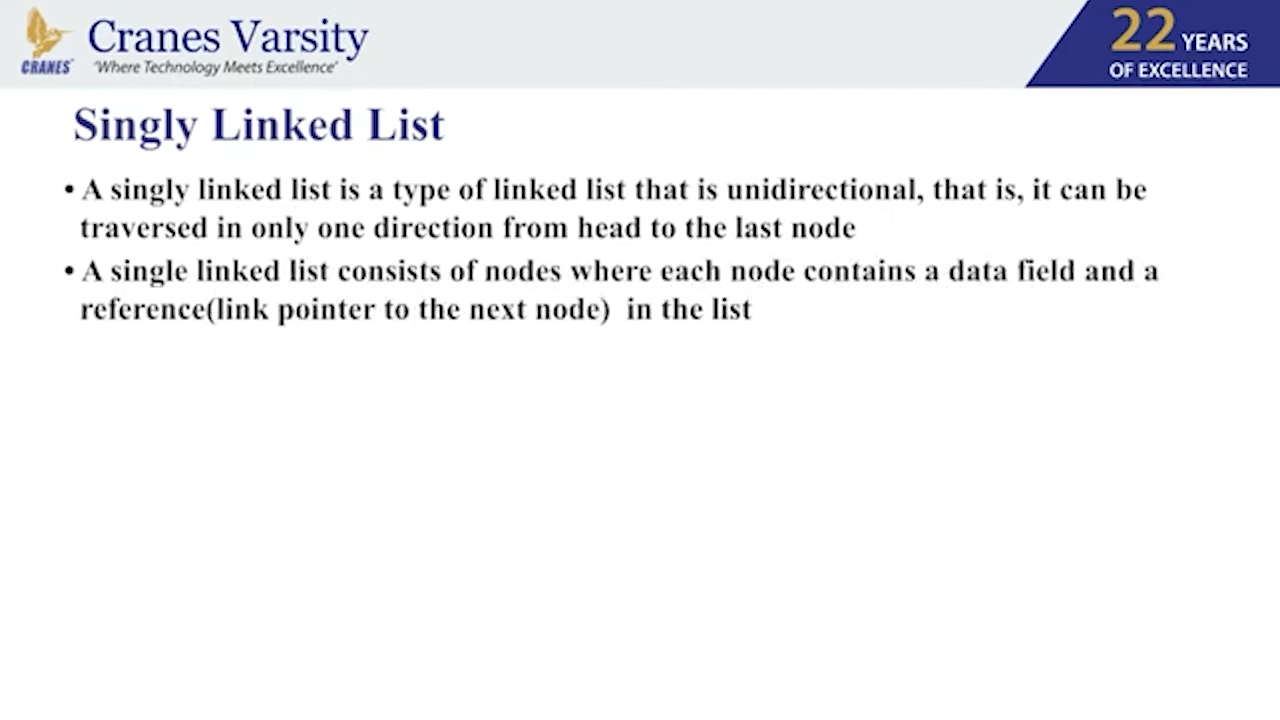 CRANES
Cranes Varsity
"Where Technology Meets Excellence"
22 YEARS
OF EXCELLENCE
Singly Linked List
• A singly linked list is a type of linked list that is unidirectional, that is, it can be
traversed in only one direction from head to the last node
• A single linked list consists of nodes where each node contains a data field and a
reference(link pointer to the next node)  in the list